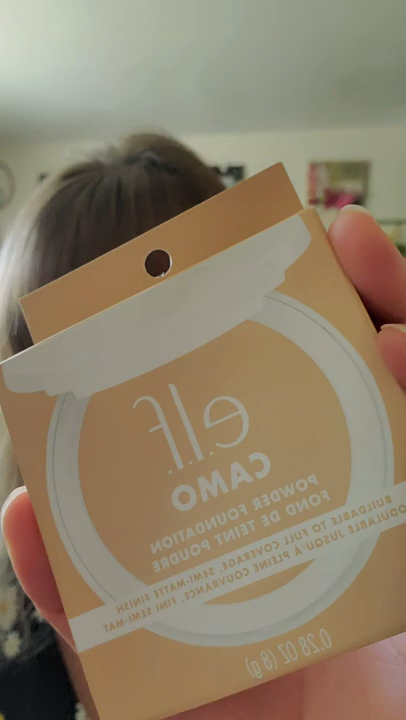 e.l.f.
CAMO
POWDER FOUNDATION
FOND DE TEINT POUDRE
BUILDABLE TO FULL COVERAGE, SEMI-MATTE FINISH
MODULABLE JUSQU'À PLEINE COUVRANCE, FINI SEMI-MAT
0.28 OZ (8g)